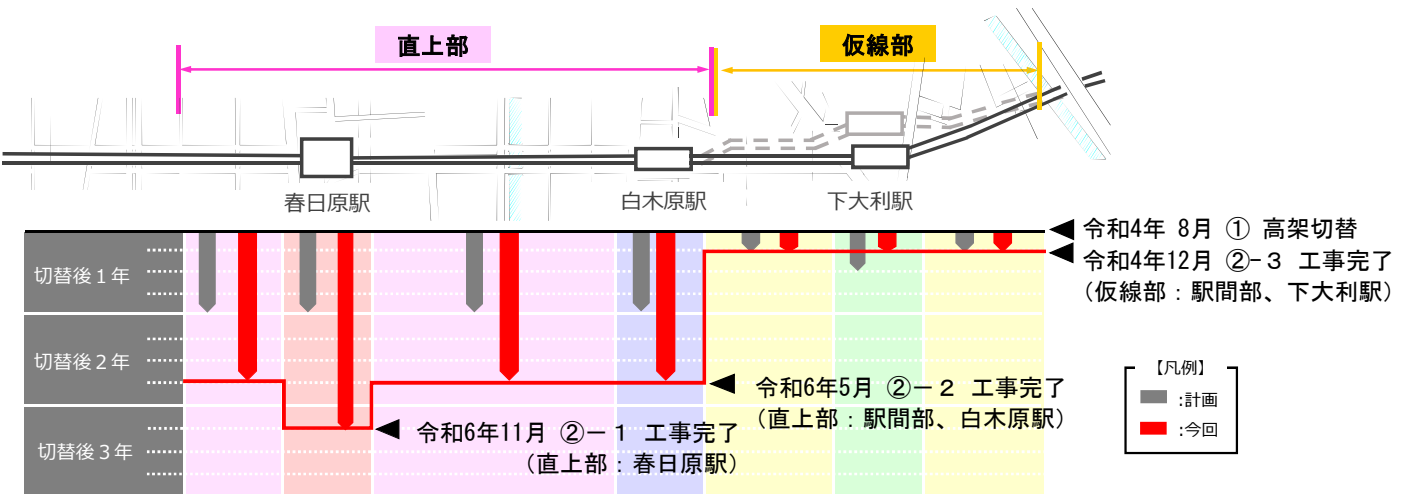 直上部
仮線部
春日原駅
白木原駅
下大利駅
令和4年 8月 ① 高架切替
令和4年12月 ②-3 工事完了
（仮線部：駅間部、下大利駅）
切替後1年
切替後2年
切替後3年
令和6年5月 ②－2 工事完了
（直上部：駅間部、白木原駅）
令和6年11月 ②－1 工事完了
（直上部：春日原駅）
【凡例】
:計画
:今回